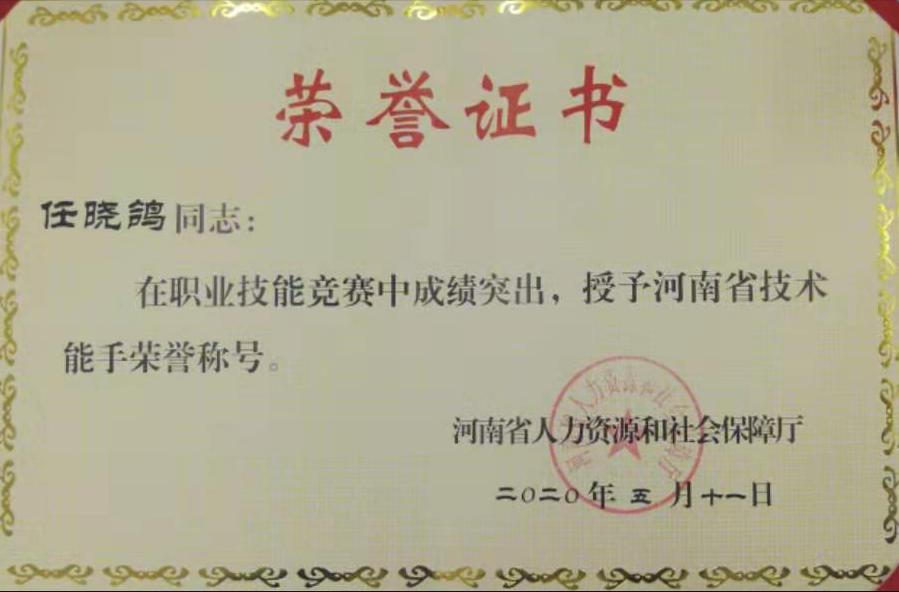 荣誉证书
任晓鸽同志：
在职业技能竞赛中成绩突出，授予河南省技术
能手荣誉称号。
河南省人力资源和社会保障厅
二〇二〇年五月十一日